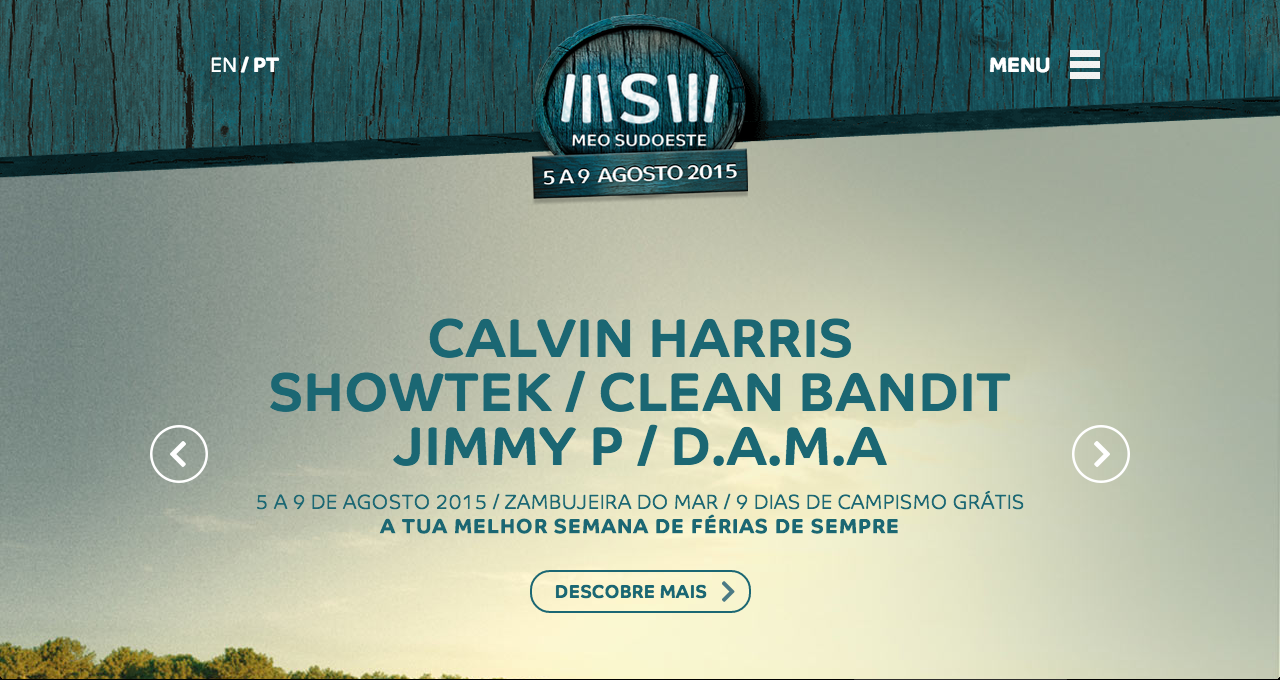 EN / PT
MENU
MSW
MEO SUDOESTE
5 A 9 AGOSTO 2015
CALVIN HARRIS
SHOWTEK / CLEAN BANDIT
JIMMY P / D.A.M.A
5 A 9 DE AGOSTO 2015 / ZAMBUJEIRA DO MAR / 9 DIAS DE CAMPISMO GRÁTIS
A TUA MELHOR SEMANA DE FÉRIAS DE SEMPRE
DESCOBRE MAIS